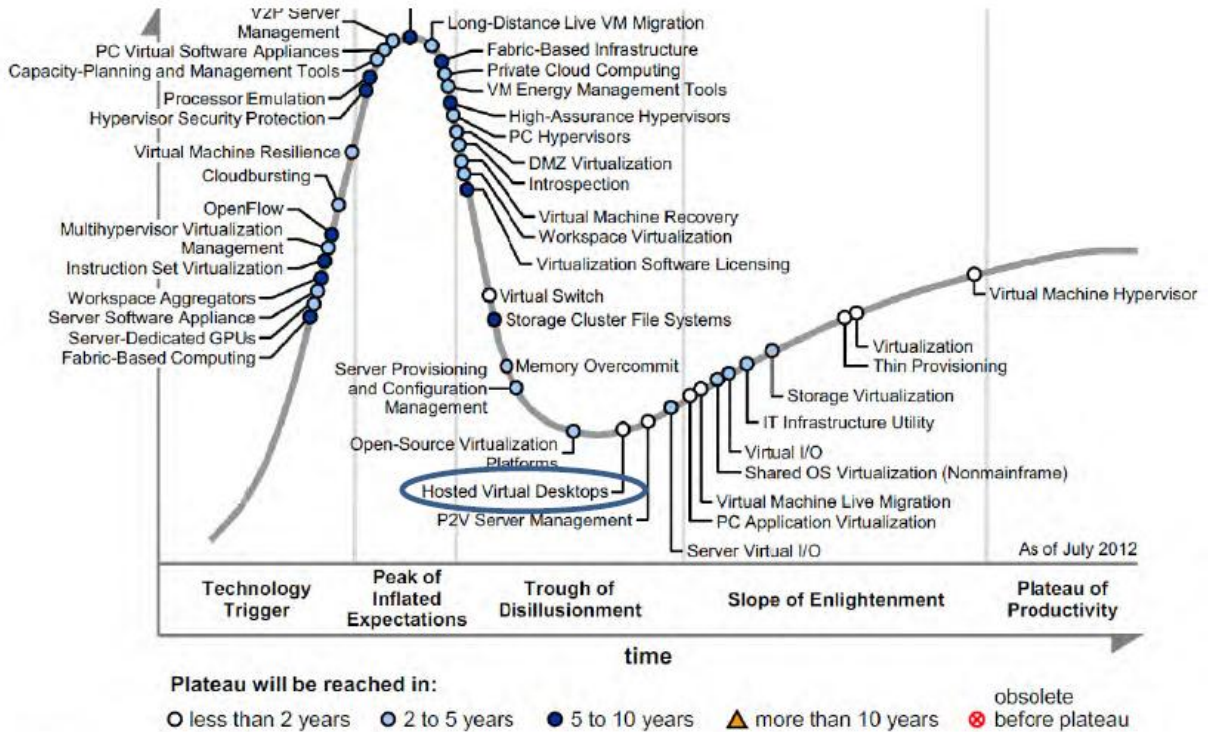 V2P Server
Management
PC Virtual Software Appliances
Capacity-Planning and Management Tools
Processor Emulation
Hypervisor Security Protection
Virtual Machine Resilience
Cloudbursting
OpenFlow
Multihypervisor Virtualization
Management
Instruction Set Virtualization
Workspace Aggregators
Server Software Appliance
Server-Dedicated GPUs
Fabric-Based Computing
Long-Distance Live VM Migration
Fabric-Based Infrastructure
Private Cloud Computing
VM Energy Management Tools
High-Assurance Hypervisors
PC Hypervisors
DMZ Virtualization
Introspection
Virtual Machine Recovery
Workspace Virtualization
Virtualization Software Licensing
Virtual Switch
Storage Cluster File Systems
Memory Overcommit
Server Provisioning
and Configuration
Management
Open-Source Virtualization
Platforms
Hosted Virtual Desktops
P2V Server Management
Server Virtual I/O
PC Application Virtualization
Virtual Machine Live Migration
Shared OS Virtualization (Nonmainframe)
Virtual I/O
IT Infrastructure Utility
Storage Virtualization
Thin Provisioning
Virtualization
Virtual Machine Hypervisor
As of July 2012
Technology
Trigger
Peak of
Inflated
Expectations
Trough of
Disillusionment
Slope of Enlightenment
Plateau of
Productivity
time
Plateau will be reached in:
less than 2 years
2 to 5 years
5 to 10 years
more than 10 years
obsolete
before plateau